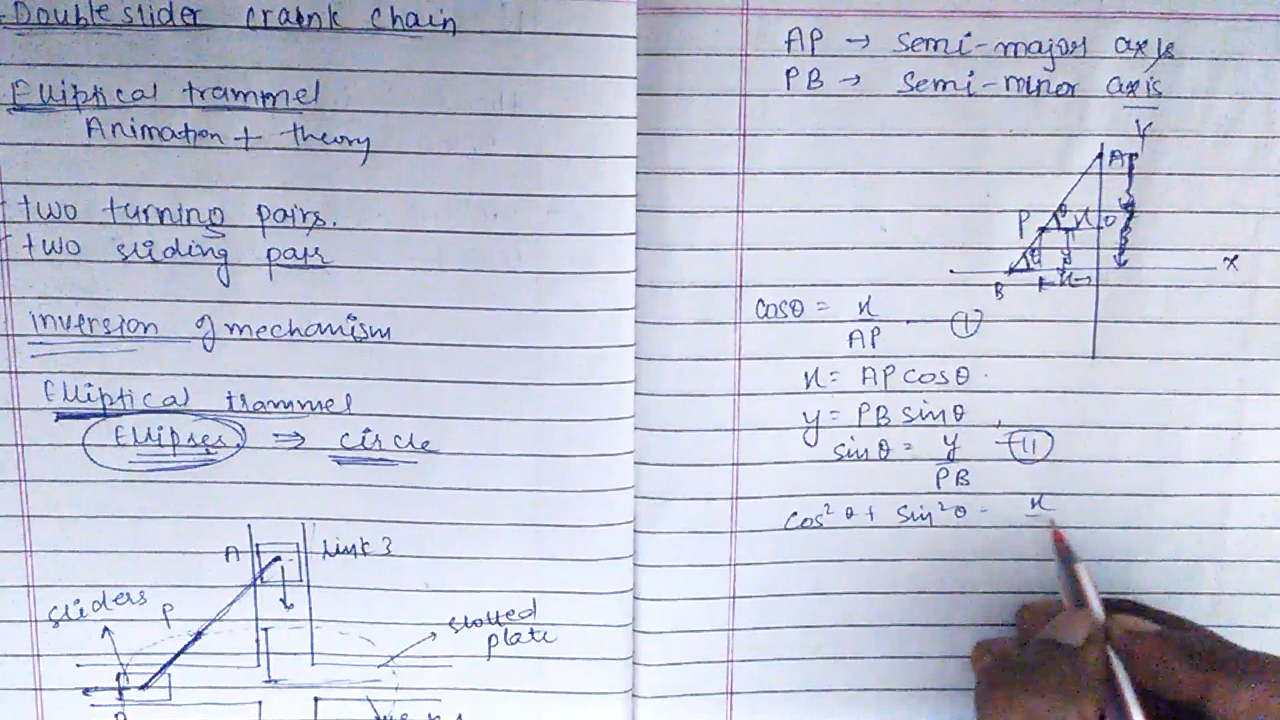 Double slider crank chain
Elliptical trammel
Animation + theory
two turning pairs.
two sliding pair
inversion of mechanism
Elliptical trammel
Ellipses ⇒ circle
A
Link 3
sliders
P
slotted
plate
AP → semi-major axis
PB → semi-minor axis
Y
A
P
θ
x
θ
x
B
x
cosθ = x/AP - ①
x = AP cosθ.
y = PB sinθ,
sinθ = y/PB - ②
cos²θ + sin²θ = x